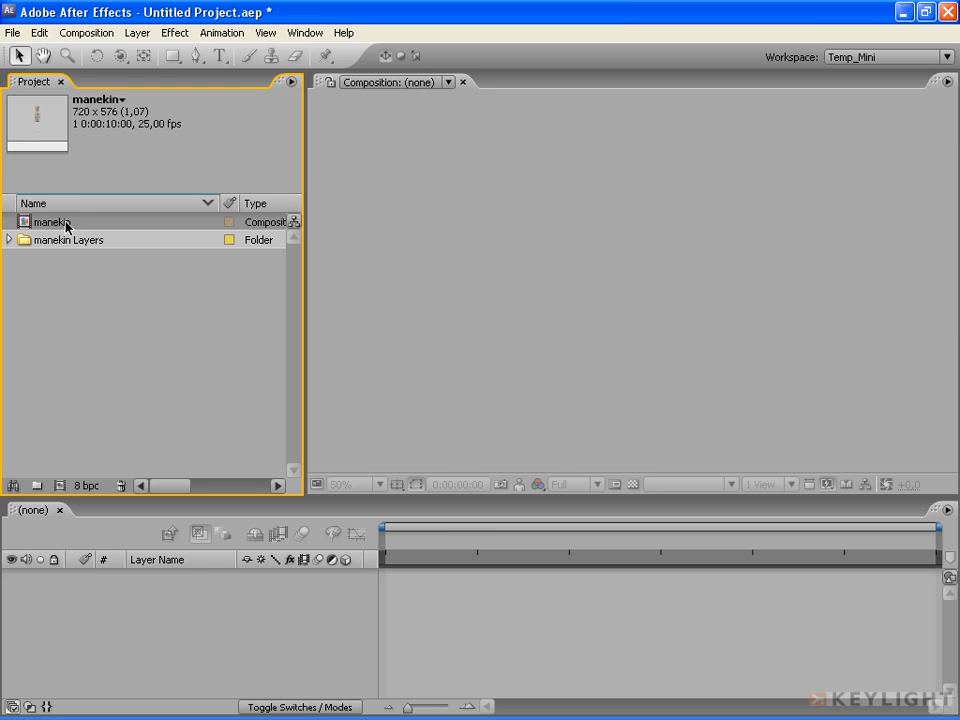 Adobe After Effects - Untitled Project.aep *
File Edit Composition Layer Effect Animation View Window Help
Workspace: Temp_Mini
Project
Composition: (none)
manekin
720 x 576 (1,07)
1 0:00:10:00, 25,00 fps
Name Type
manekin Composit
manekin Layers Folder
8 bpc
50% 0:00:00:00 Full 1 View +0,0
(none)
# Layer Name
Toggle Switches / Modes
KEYLIGHT